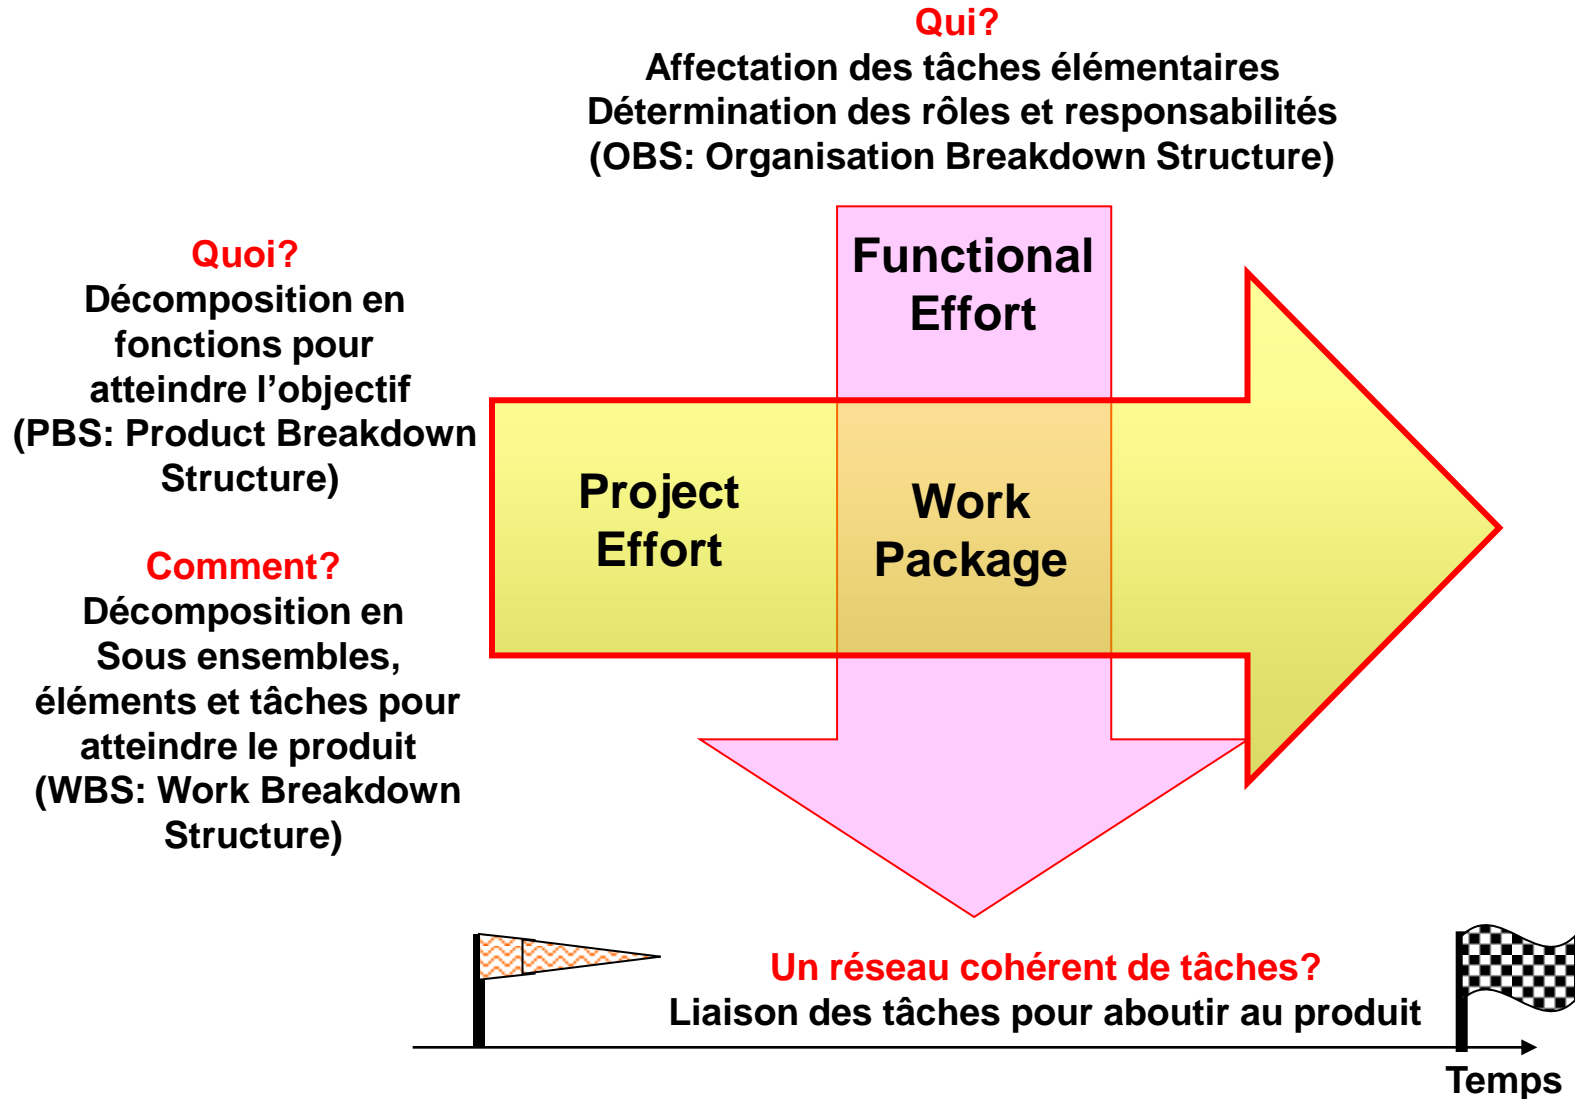 Qui?
Affectation des tâches élémentaires
Détermination des rôles et responsabilités
(OBS: Organisation Breakdown Structure)
Quoi?
Décomposition en
fonctions pour
atteindre l’objectif
(PBS: Product Breakdown
Structure)
Comment?
Décomposition en
Sous ensembles,
éléments et tâches pour
atteindre le produit
(WBS: Work Breakdown
Structure)
Functional
Effort
Project
Effort
Work
Package
Un réseau cohérent de tâches?
Liaison des tâches pour aboutir au produit
Temps